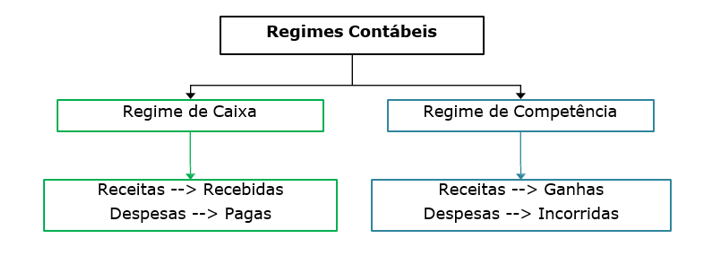 Regimes Contábeis
Regime de Caixa
Regime de Competência
Receitas --> Recebidas
Despesas --> Pagas
Receitas --> Ganhas
Despesas --> Incorridas